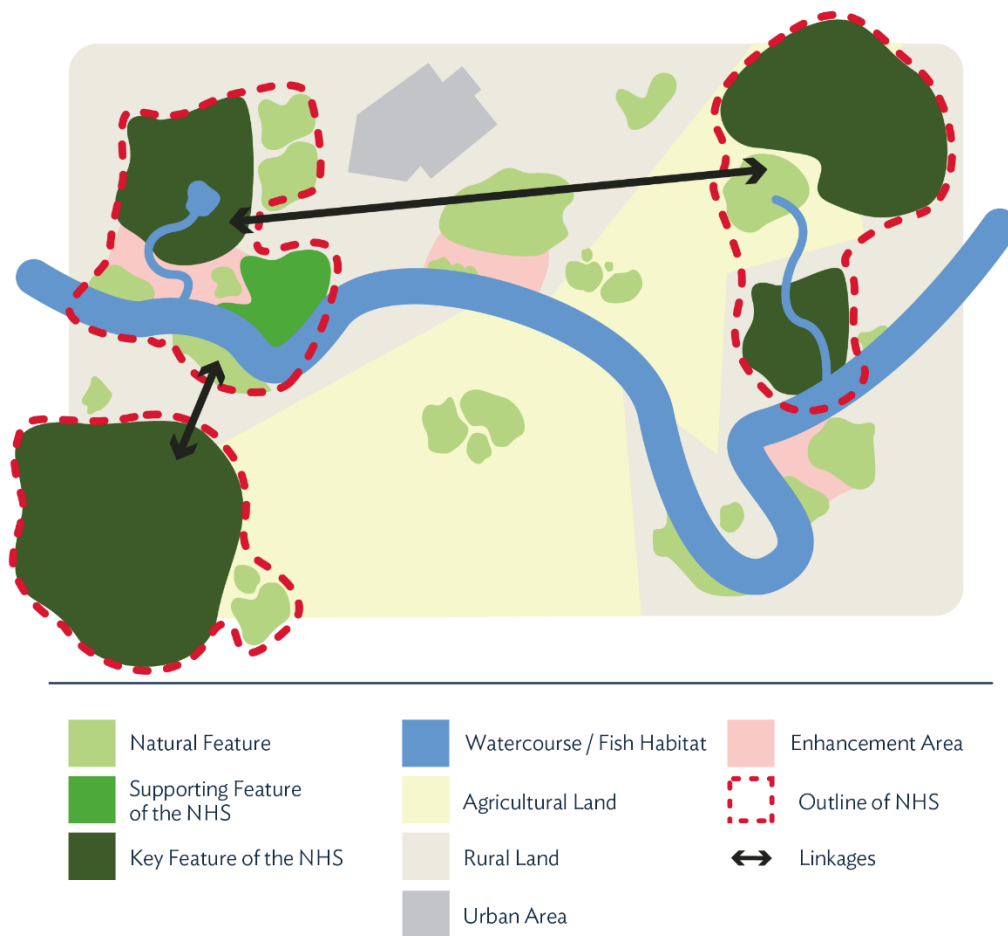 Natural Feature
Supporting Feature
of the NHS
Key Feature of the NHS
Watercourse / Fish Habitat
Agricultural Land
Rural Land
Urban Area
Enhancement Area
Outline of NHS
Linkages